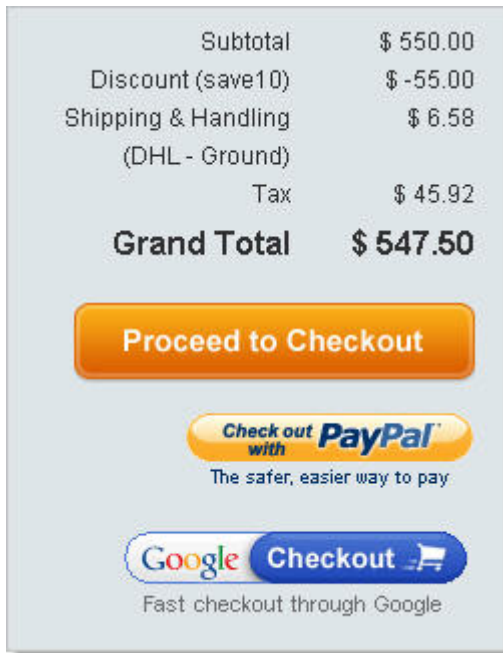 Subtotal $ 550.00
Discount (save10) $ -55.00
Shipping & Handling $ 6.58
(DHL - Ground)
Tax $ 45.92
Grand Total $ 547.50
Proceed to Checkout
Check out with PayPal
The safer, easier way to pay
Google Checkout
Fast checkout through Google